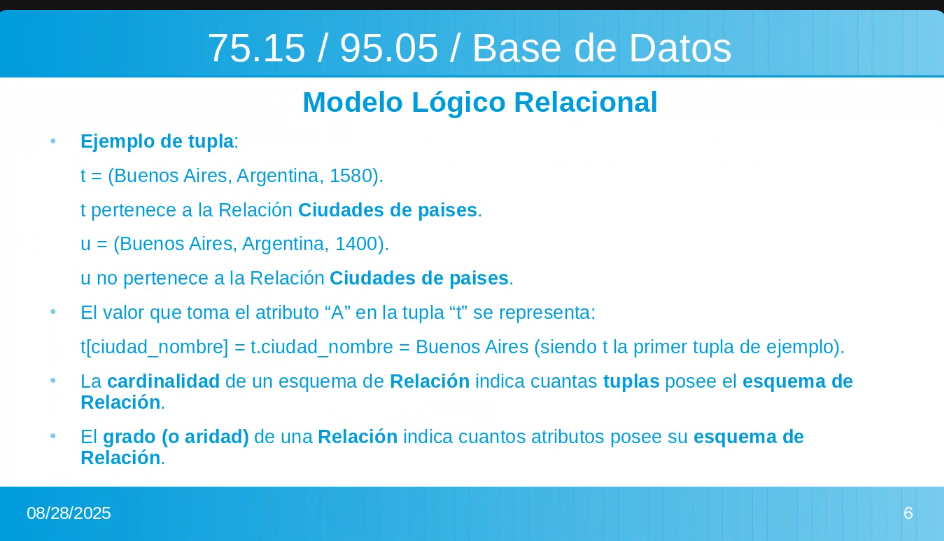 75.15 / 95.05 / Base de Datos
Modelo Lógico Relacional
• Ejemplo de tupla:
t = (Buenos Aires, Argentina, 1580).
t pertenece a la Relación Ciudades de paises.
u = (Buenos Aires, Argentina, 1400).
u no pertenece a la Relación Ciudades de paises.
• El valor que toma el atributo “A” en la tupla “t” se representa:
t[ciudad_nombre] = t.ciudad_nombre = Buenos Aires (siendo t la primer tupla de ejemplo).
• La cardinalidad de un esquema de Relación indica cuantas tuplas posee el esquema de
Relación.
• El grado (o aridad) de una Relación indica cuantos atributos posee su esquema de
Relación.
08/28/2025
6